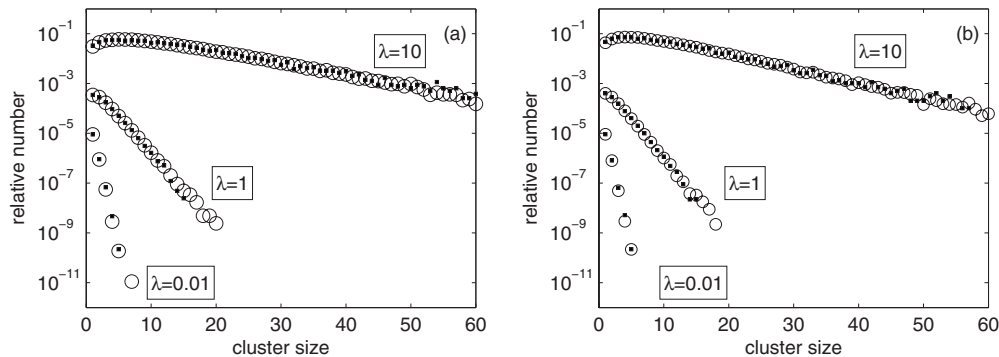 (a)
λ=10
λ=1
λ=0.01
relative number
10⁻¹
10⁻³
10⁻⁵
10⁻⁷
10⁻⁹
10⁻¹¹
0 10 20 30 40 50 60
cluster size
(b)
λ=10
λ=1
λ=0.01
relative number
10⁻¹
10⁻³
10⁻⁵
10⁻⁷
10⁻⁹
10⁻¹¹
0 10 20 30 40 50 60
cluster size